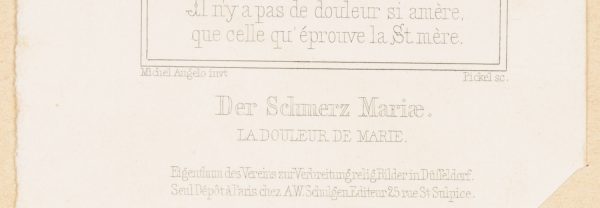 Il n'y a pas de douleur si amère,
que celle qu'éprouve la St. mère.
Michel Angelo invt
Pickel sc.
Der Schmerz Mariæ.
LA DOULEUR DE MARIE.
Eigenthum des Vereins zur Verbreitung relig. Bilder in Düsseldorf.
Seul Dépôt à Paris chez A.W. Schulgen, Editeur 25 rue St Sulpice.